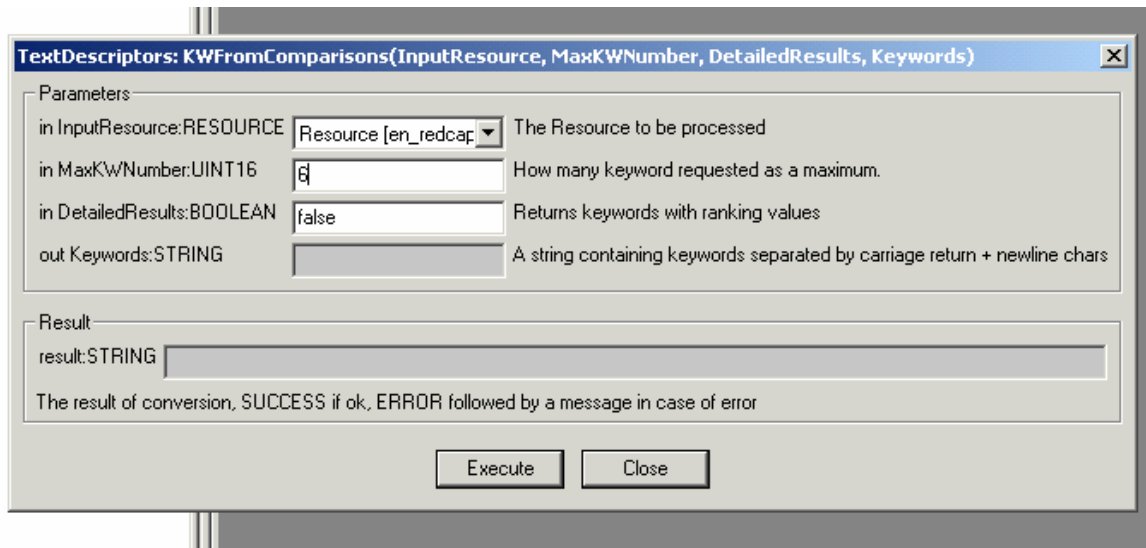 TextDescriptors: KWFromComparisons(InputResource, MaxKWNumber, DetailedResults, Keywords)
Parameters
in InputResource:RESOURCE Resource [en_redcap The Resource to be processed
in MaxKWNumber:UINT16 6 How many keyword requested as a maximum.
in DetailedResults:BOOLEAN false Returns keywords with ranking values
out Keywords:STRING A string containing keywords separated by carriage return + newline chars
Result
result:STRING
The result of conversion, SUCCESS if ok, ERROR followed by a message in case of error
Execute Close